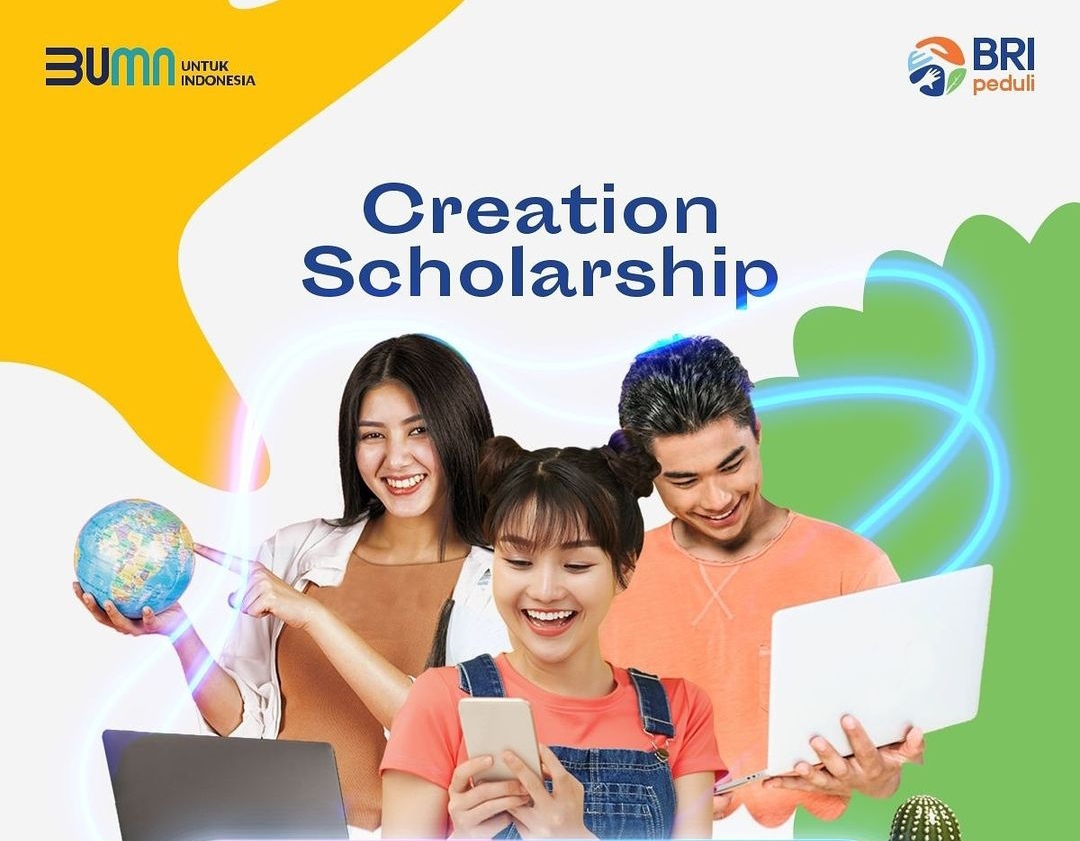 BUMN UNTUK
INDONESIA
BRI
peduli
Creation
Scholarship